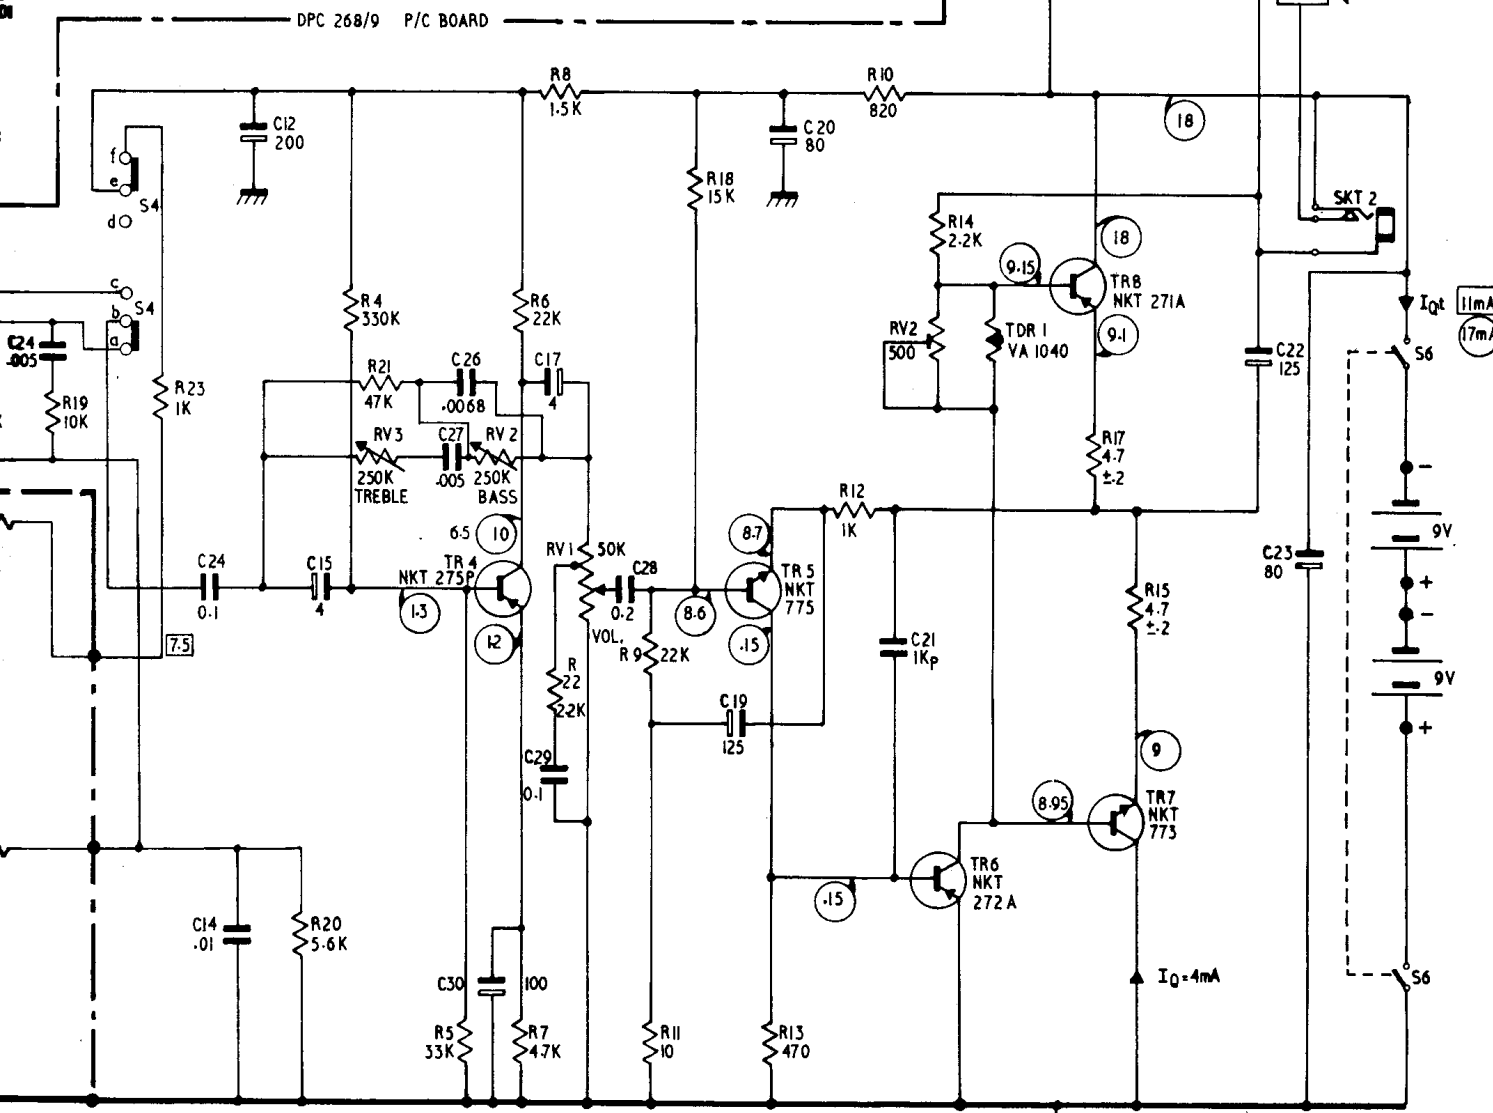 DPC 268/9 P/C BOARD
R8
1.5K
R10
820
C12
200
C20
80
18
f
e
S4
d
R18
15K
SKT 2
R14
2.2K
18
9.15
TR8
NKT 271A
c
b
S4
a
R4
330K
R6
22K
RV2
500
TDR 1
VA 1040
9.1
IQt
11mA
17mA
C24
.005
R19
10K
R23
1K
R21
47K
C26
.0068
C17
4
C22
125
S6
RV3
250K
TREBLE
C27
.005
RV2
250K
BASS
R17
4.7
±.2
R12
1K
6.5
10
8.7
9V
C24
0.1
C15
4
TR4
NKT 275P
RV1
50K
C28
0.2
TR5
NKT
775
C23
80
+
−
−
1.3
8.6
R15
4.7
±.2
7.5
1.2
VOL.
R9
22K
.15
C21
1Kp
9V
R
22
2.2K
C19
125
+
C29
0.1
9
8.95
TR7
NKT
773
TR6
NKT
272A
.15
C14
.01
R20
5.6K
C30
100
IQ=4mA
S6
R5
33K
R7
4.7K
R11
10
R13
470